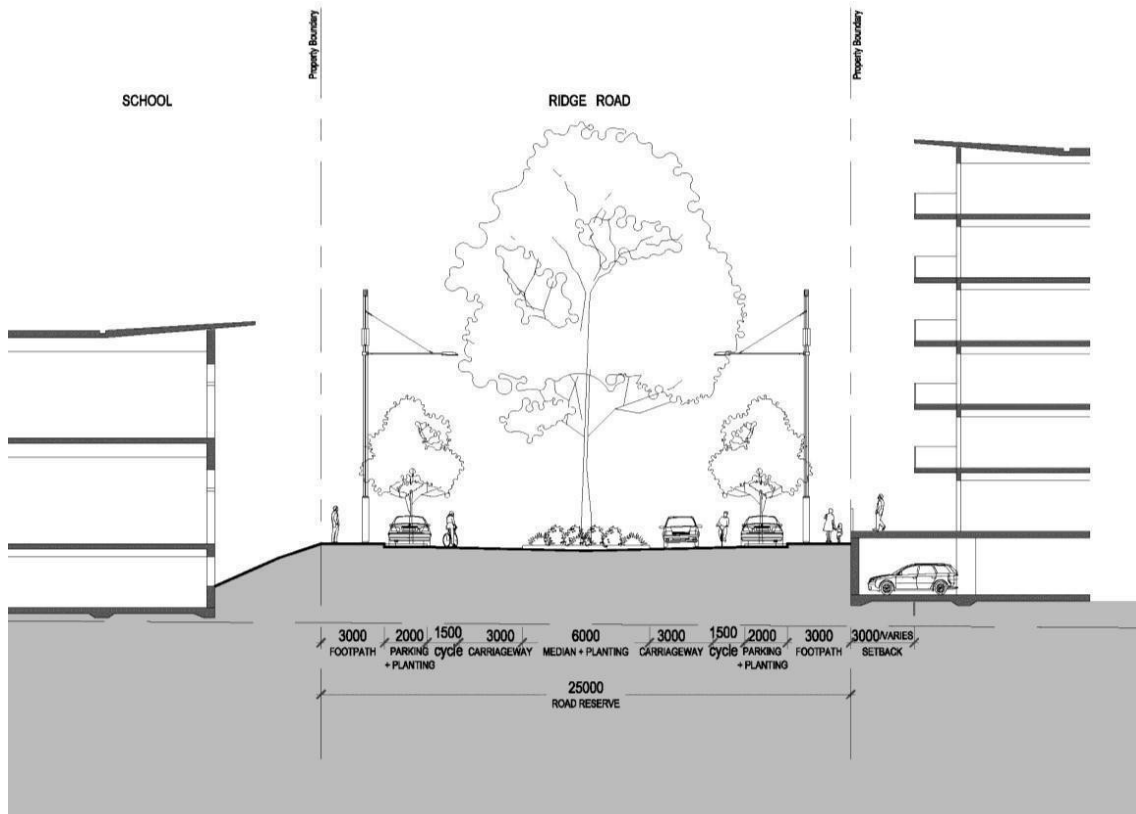 Property Boundary
Property Boundary
SCHOOL
RIDGE ROAD
3000 2000 1500 3000 6000 3000 1500 2000 3000 3000/VARIES
FOOTPATH PARKING cycle CARRIAGEWAY MEDIAN + PLANTING CARRIAGEWAY cycle PARKING FOOTPATH SETBACK
+ PLANTING + PLANTING
25000
ROAD RESERVE